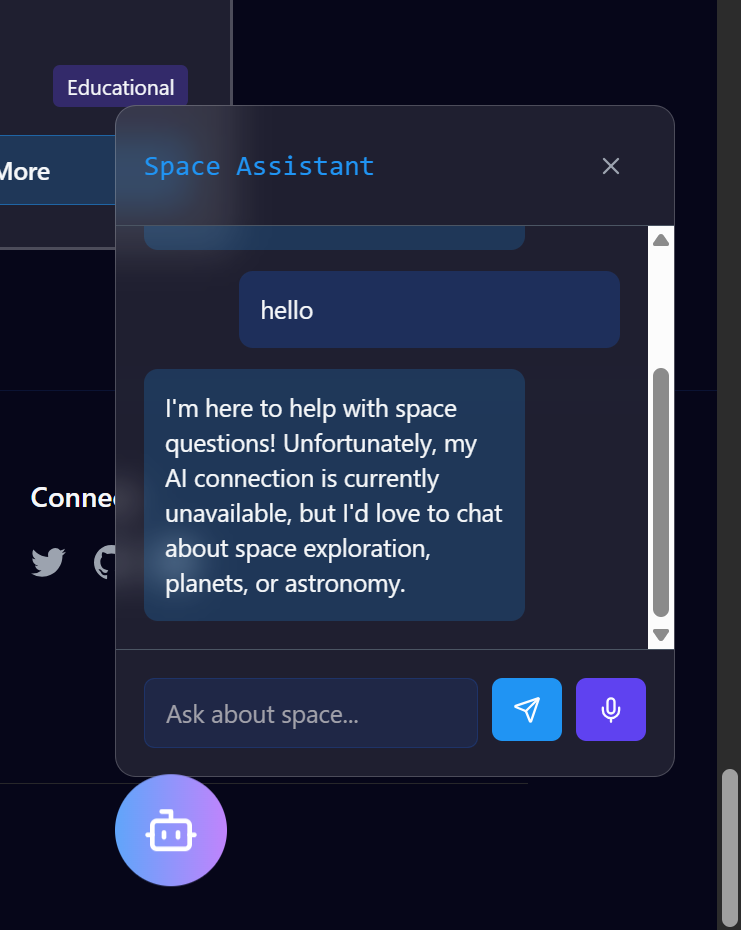 Educational
More
Space Assistant
hello
I'm here to help with space
questions! Unfortunately, my
AI connection is currently
unavailable, but I'd love to chat
about space exploration,
planets, or astronomy.
Ask about space...